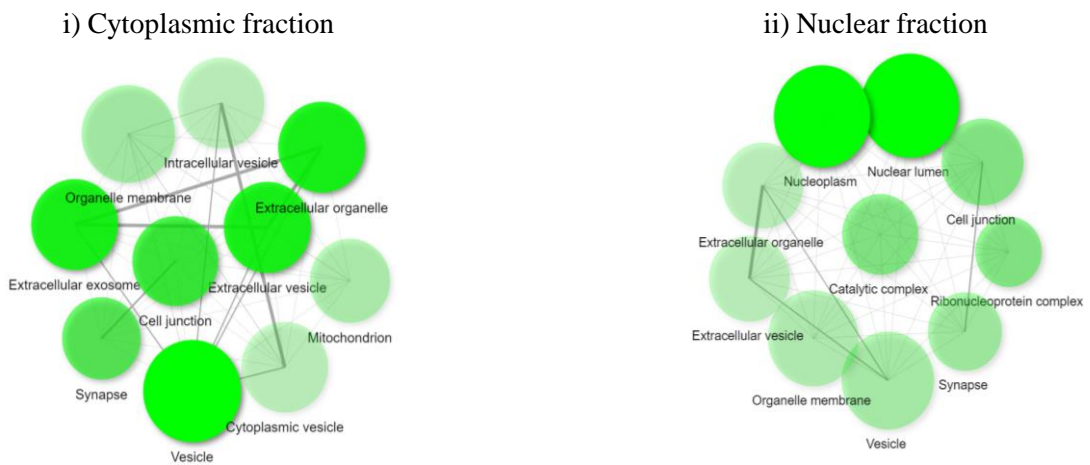 i) Cytoplasmic fraction
Intracellular vesicle
Organelle membrane
Extracellular organelle
Extracellular exosome
Extracellular vesicle
Cell junction
Mitochondrion
Synapse
Cytoplasmic vesicle
Vesicle
ii) Nuclear fraction
Nucleoplasm
Nuclear lumen
Cell junction
Extracellular organelle
Catalytic complex
Ribonucleoprotein complex
Extracellular vesicle
Synapse
Organelle membrane
Vesicle